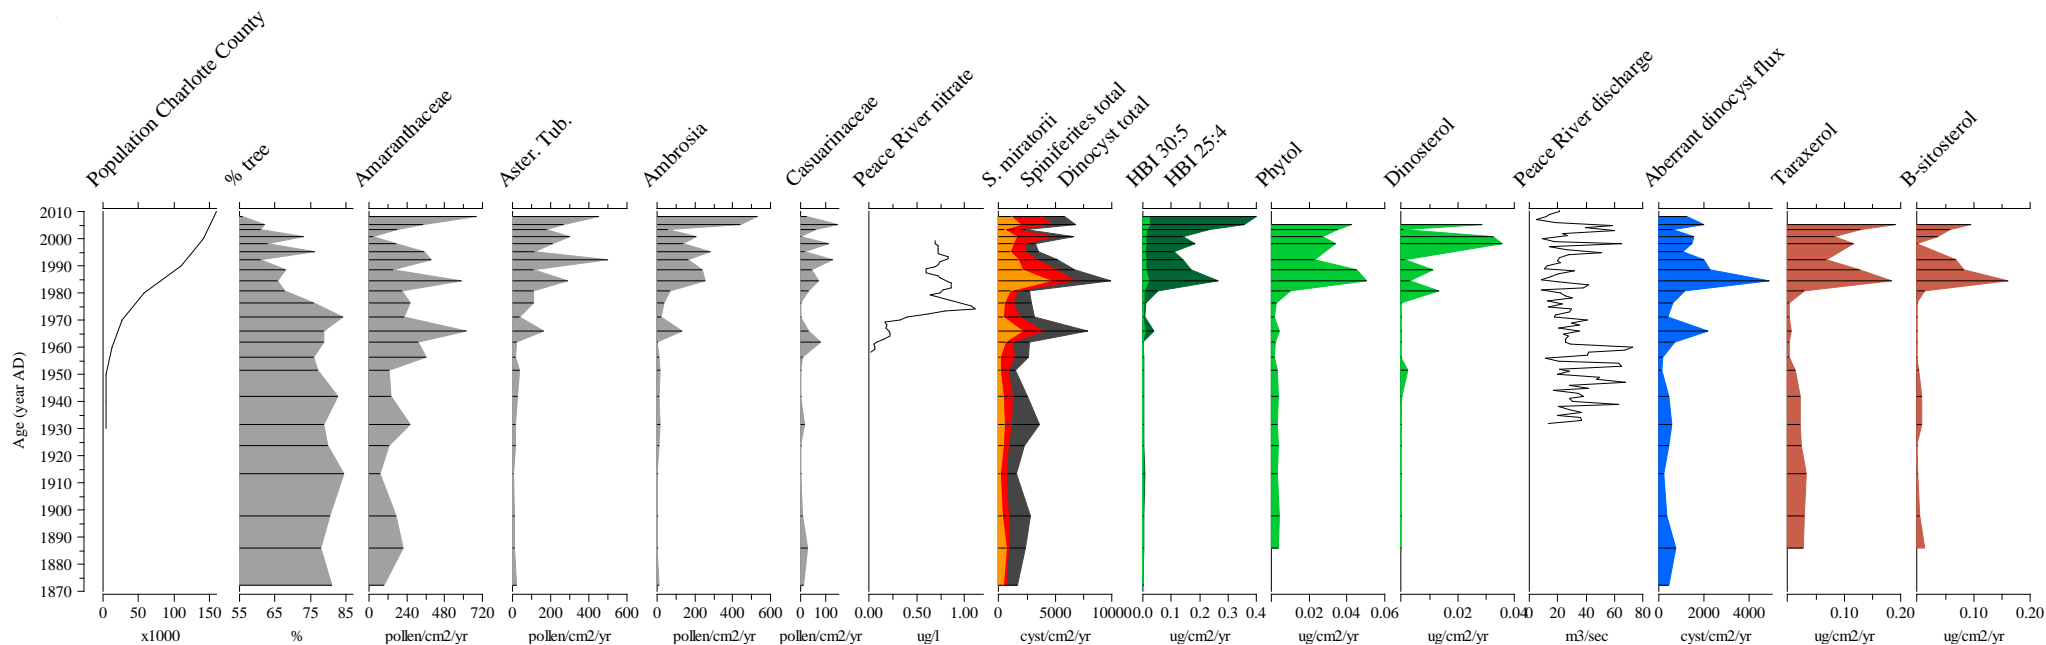 Population Charlotte County
% tree
Amaranthaceae
Aster. Tub.
Ambrosia
Casuarinaceae
Peace River nitrate
S. miratorii
Spiniferites total
Dinocyst total
HBI 30:5
HBI 25:4
Phytol
Dinosterol
Peace River discharge
Aberrant dinocyst flux
Taraxerol
B-sitosterol
Age (year AD)
2010
2000
1990
1980
1970
1960
1950
1940
1930
1920
1910
1900
1890
1880
1870
0 50 100 150
55 65 75 85
0 240 480 720
0 200 400 600
0 200 400 600
0 100
0.00 0.50 1.00
0 5000 10000
0.0 0.1 0.2 0.3 0.4
0.02 0.04 0.06
0.02 0.04
0 20 40 60 80
0 2000 4000
0.10 0.20
0.10 0.20
x1000 % pollen/cm2/yr pollen/cm2/yr pollen/cm2/yr pollen/cm2/yr ug/l cyst/cm2/yr ug/cm2/yr ug/cm2/yr ug/cm2/yr m3/sec cyst/cm2/yr ug/cm2/yr ug/cm2/yr